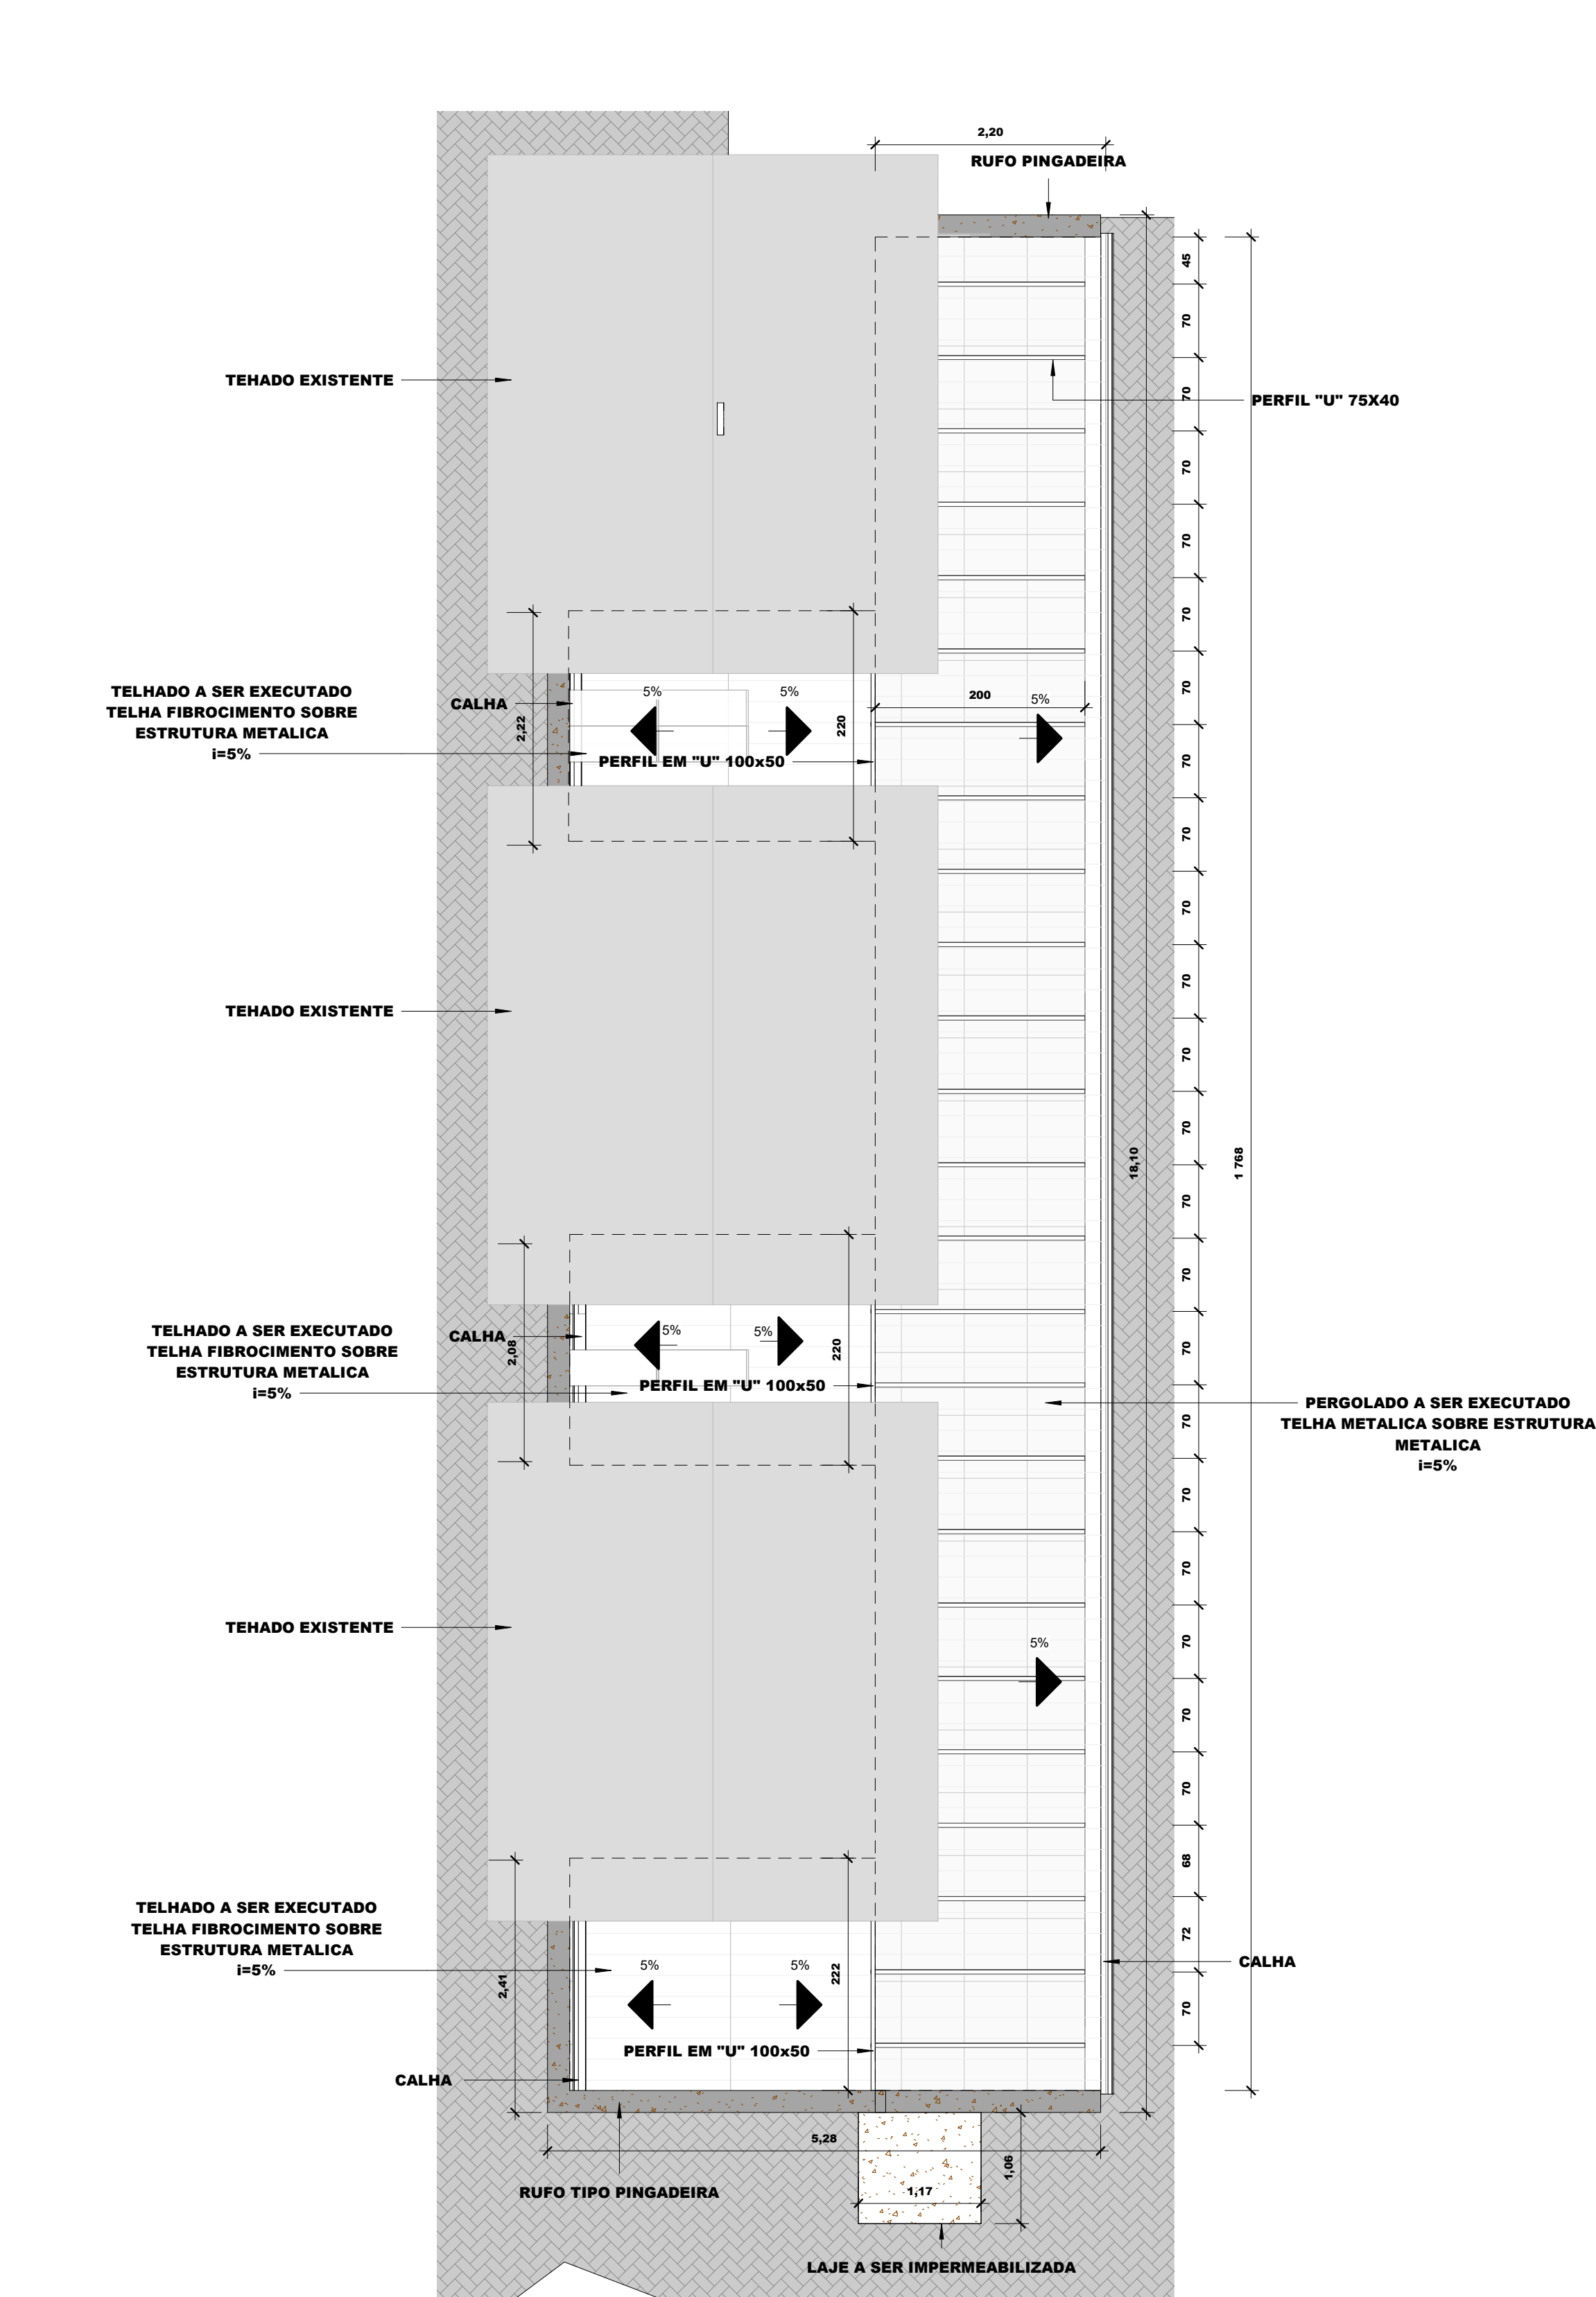 2,20
RUFO PINGADEIRA
45
70
TEHADO EXISTENTE
70
PERFIL "U" 75X40
70
70
70
TELHADO A SER EXECUTADO
TELHA FIBROCIMENTO SOBRE
ESTRUTURA METALICA
i=5%
CALHA
2,22
5%
5%
220
PERFIL EM "U" 100x50
200
5%
70
70
70
70
70
TEHADO EXISTENTE
70
70
18,10
1 768
70
70
TELHADO A SER EXECUTADO
TELHA FIBROCIMENTO SOBRE
ESTRUTURA METALICA
i=5%
CALHA
2,08
5%
5%
220
PERFIL EM "U" 100x50
70
70
PERGOLADO A SER EXECUTADO
TELHA METALICA SOBRE ESTRUTURA
METALICA
i=5%
70
70
TEHADO EXISTENTE
5%
70
70
70
68
TELHADO A SER EXECUTADO
TELHA FIBROCIMENTO SOBRE
ESTRUTURA METALICA
i=5%
2,41
5%
5%
222
72
CALHA
70
PERFIL EM "U" 100x50
CALHA
5,28
1,06
RUFO TIPO PINGADEIRA
1,17
LAJE A SER IMPERMEABILIZADA